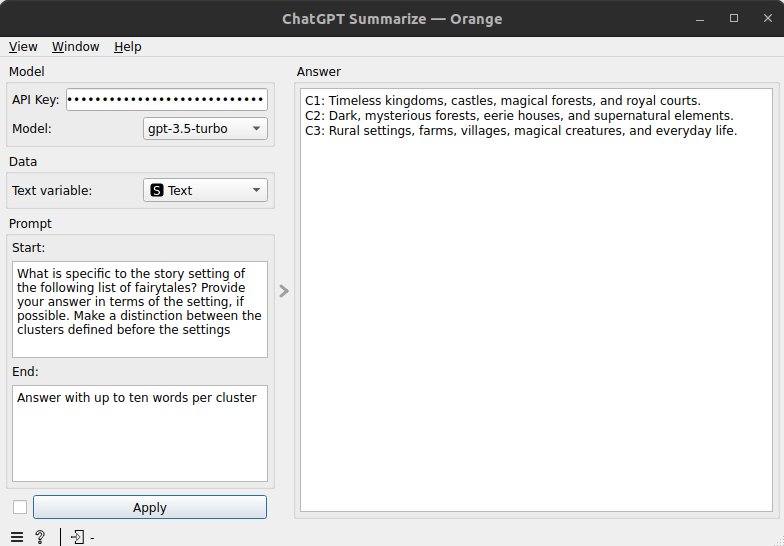 ChatGPT Summarize — Orange
View Window Help
Model
API Key: ••••••••••••••••••••••••••••
Model: gpt-3.5-turbo
Data
Text variable: S Text
Prompt
Start:
What is specific to the story setting of
the following list of fairytales? Provide
your answer in terms of the setting, if
possible. Make a distinction between the
clusters defined before the settings
End:
Answer with up to ten words per cluster
Apply
Answer
C1: Timeless kingdoms, castles, magical forests, and royal courts.
C2: Dark, mysterious forests, eerie houses, and supernatural elements.
C3: Rural settings, farms, villages, magical creatures, and everyday life.
? | -